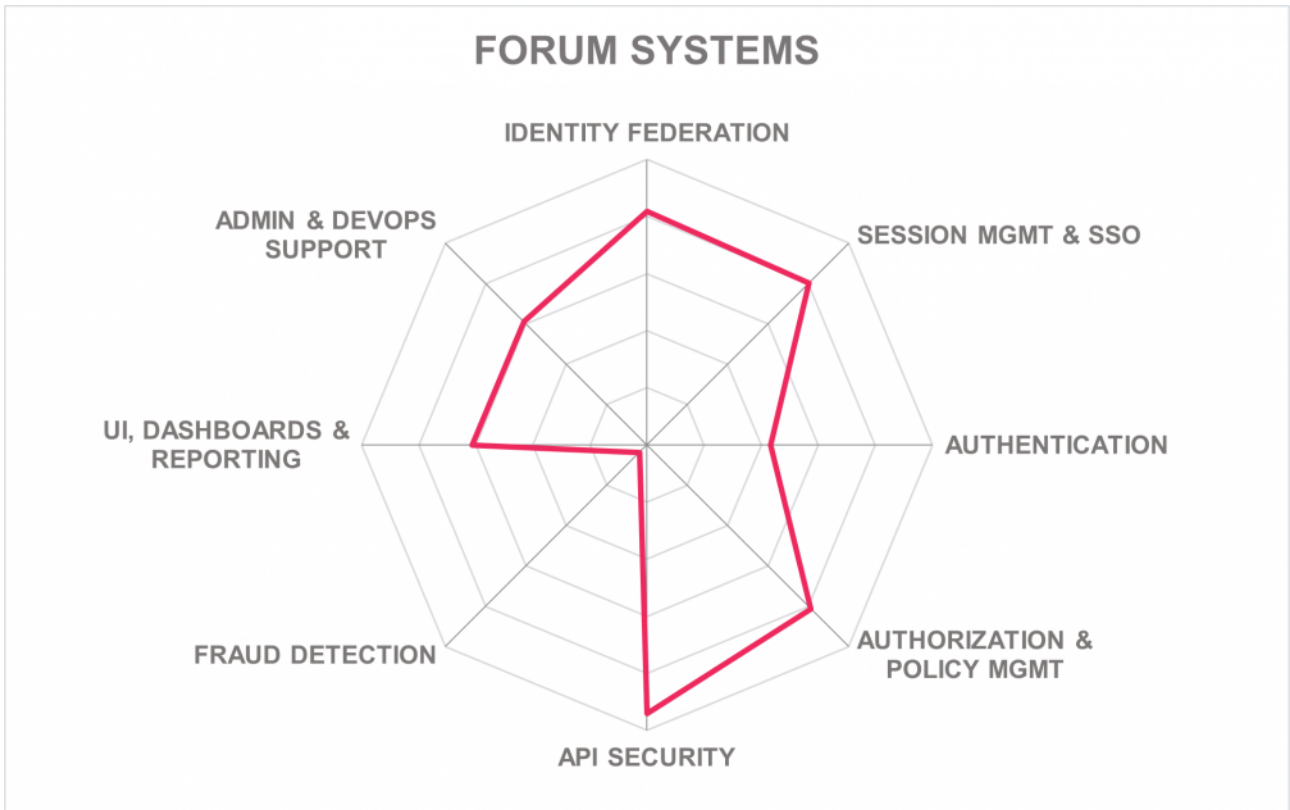 FORUM SYSTEMS
IDENTITY FEDERATION
SESSION MGMT & SSO
AUTHENTICATION
AUTHORIZATION &
POLICY MGMT
API SECURITY
FRAUD DETECTION
UI, DASHBOARDS &
REPORTING
ADMIN & DEVOPS
SUPPORT